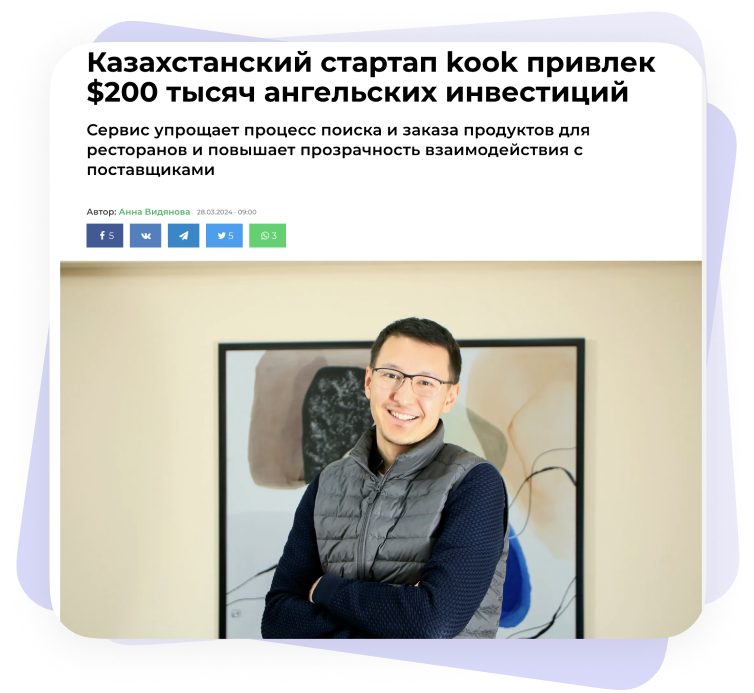 Казахстанский стартап kook привлек
$200 тысяч ангельских инвестиций
Сервис упрощает процесс поиска и заказа продуктов для
ресторанов и повышает прозрачность взаимодействия с
поставщиками
Автор: Анна Видянова 28.03.2024 - 09:00
5 5 3